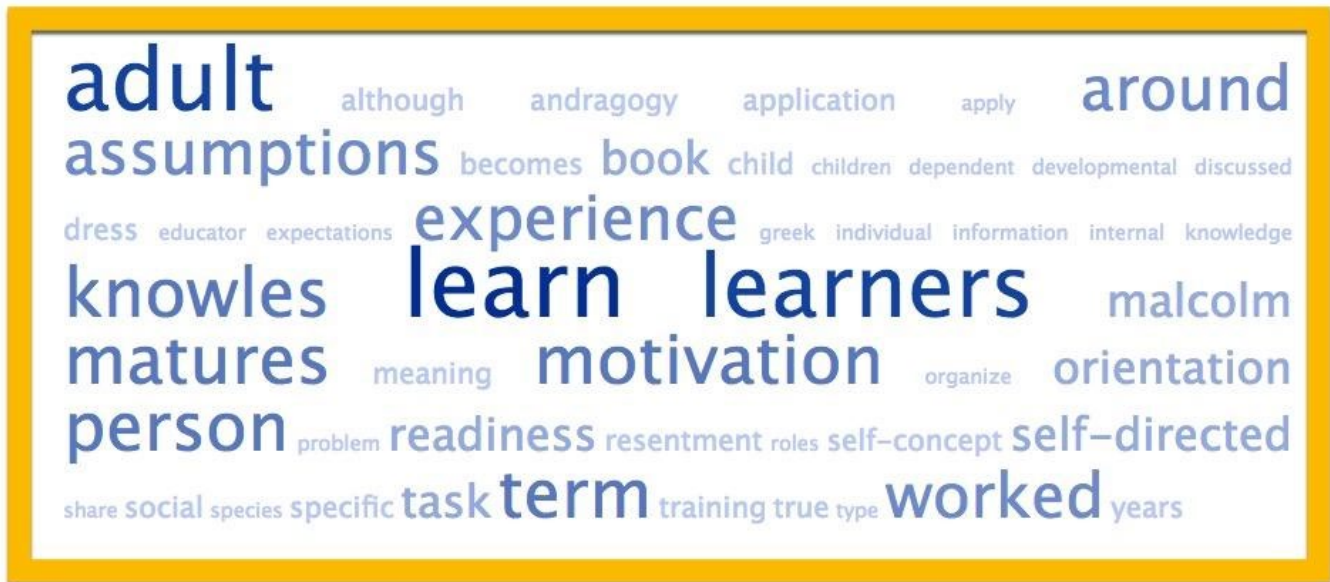 adult although andragogy application apply around
assumptions becomes book child children dependent developmental discussed
dress educator expectations experience greek individual information internal knowledge
knowles learn learners malcolm
matures meaning motivation organize orientation
person problem readiness resentment roles self-concept self-directed
share social species specific task term training true type worked years